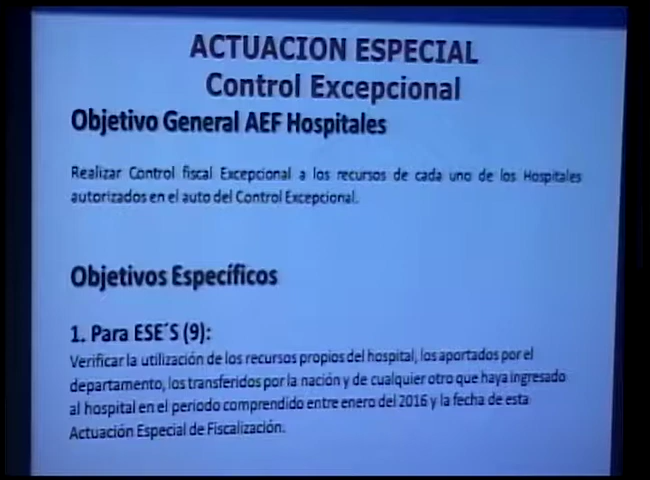 ACTUACION ESPECIAL
Control Excepcional
Objetivo General AEF Hospitales
Realizar Control fiscal Excepcional a los recursos de cada uno de los Hospitales
autorizados en el auto del Control Excepcional.
Objetivos Específicos
1. Para ESE´S (9):
Verificar la utilización de los recursos propios del hospital, los aportados por el
departamento, los transferidos por la nación y de cualquier otro que haya ingresado
al hospital en el periodo comprendido entre enero del 2016 y la fecha de esta
Actuación Especial de Fiscalización.